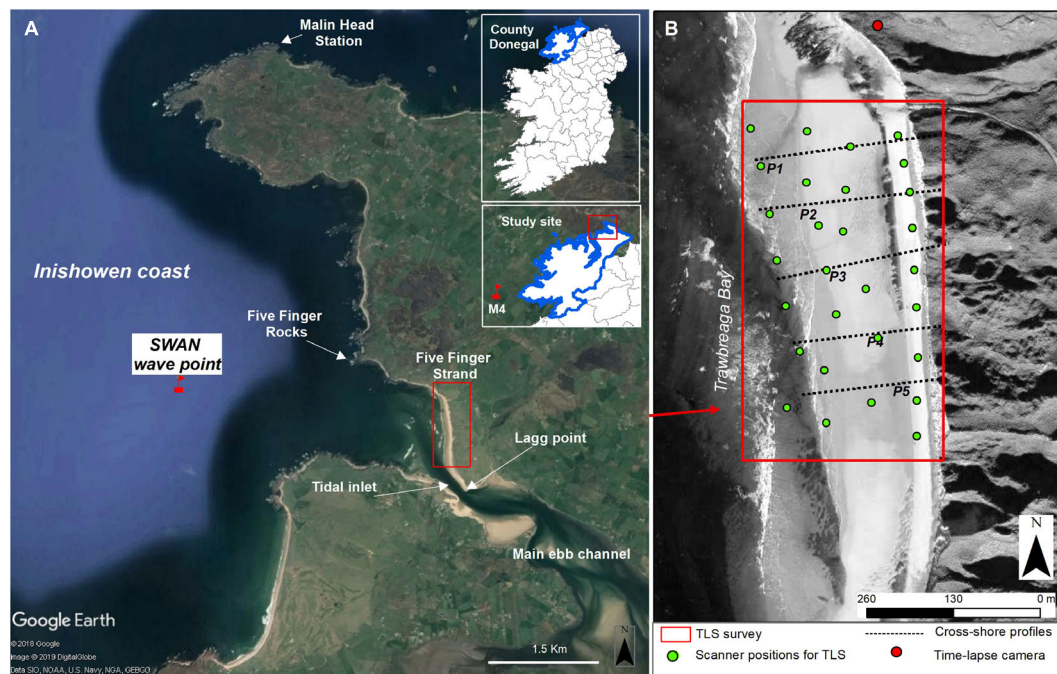 A
Malin Head
Station
County
Donegal
Study site
M4
Inishowen coast
SWAN
wave point
Five Finger
Rocks
Five Finger
Strand
Lagg point
Tidal inlet
Main ebb channel
Google Earth
© 2018 Google
Image © 2019 DigitalGlobe
Data SIO, NOAA, U.S. Navy, NGA, GEBCO
1.5 Km
N
B
P1
P2
P3
P4
P5
Trawbreaga Bay
N
260 130 0 m
TLS survey
Cross-shore profiles
Scanner positions for TLS
Time-lapse camera